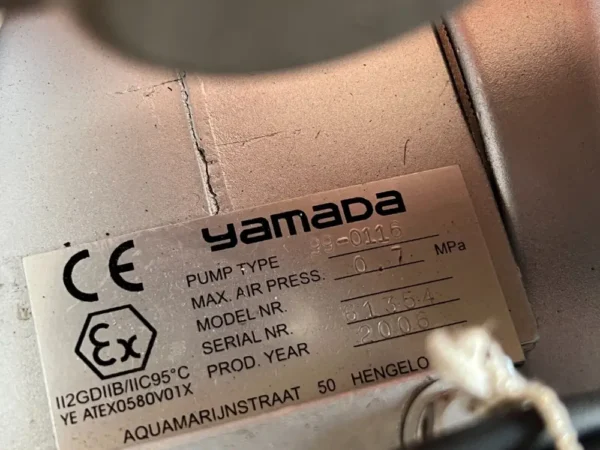 yamada
CE
PUMP TYPE
MAX. AIR PRESS. 0.7 MPa
MODEL NR.
SERIAL NR.
PROD. YEAR 2006
Ex
II2GDIIB/IIC95°C
YE ATEX0580V01X
AQUAMARIJNSTRAAT 50 HENGELO